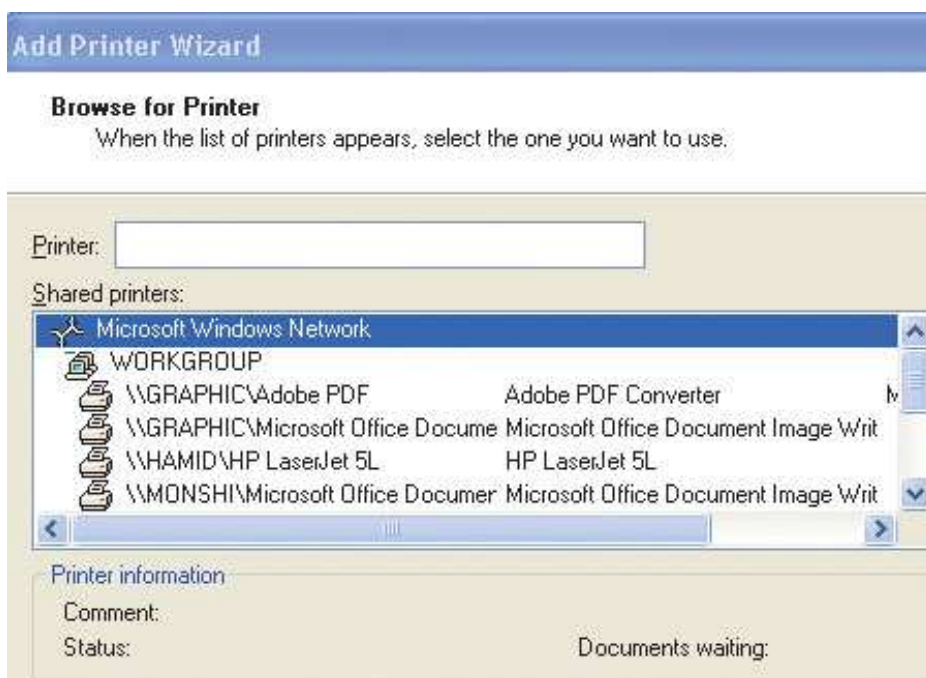 Add Printer Wizard
Browse for Printer
When the list of printers appears, select the one you want to use.
Printer:
Shared printers:
Microsoft Windows Network
WORKGROUP
\\GRAPHIC\Adobe PDF Adobe PDF Converter M
\\GRAPHIC\Microsoft Office Docume Microsoft Office Document Image Writ
\\HAMID\HP LaserJet 5L HP LaserJet 5L
\\MONSHI\Microsoft Office Documer Microsoft Office Document Image Writ
Printer information
Comment:
Status: Documents waiting: